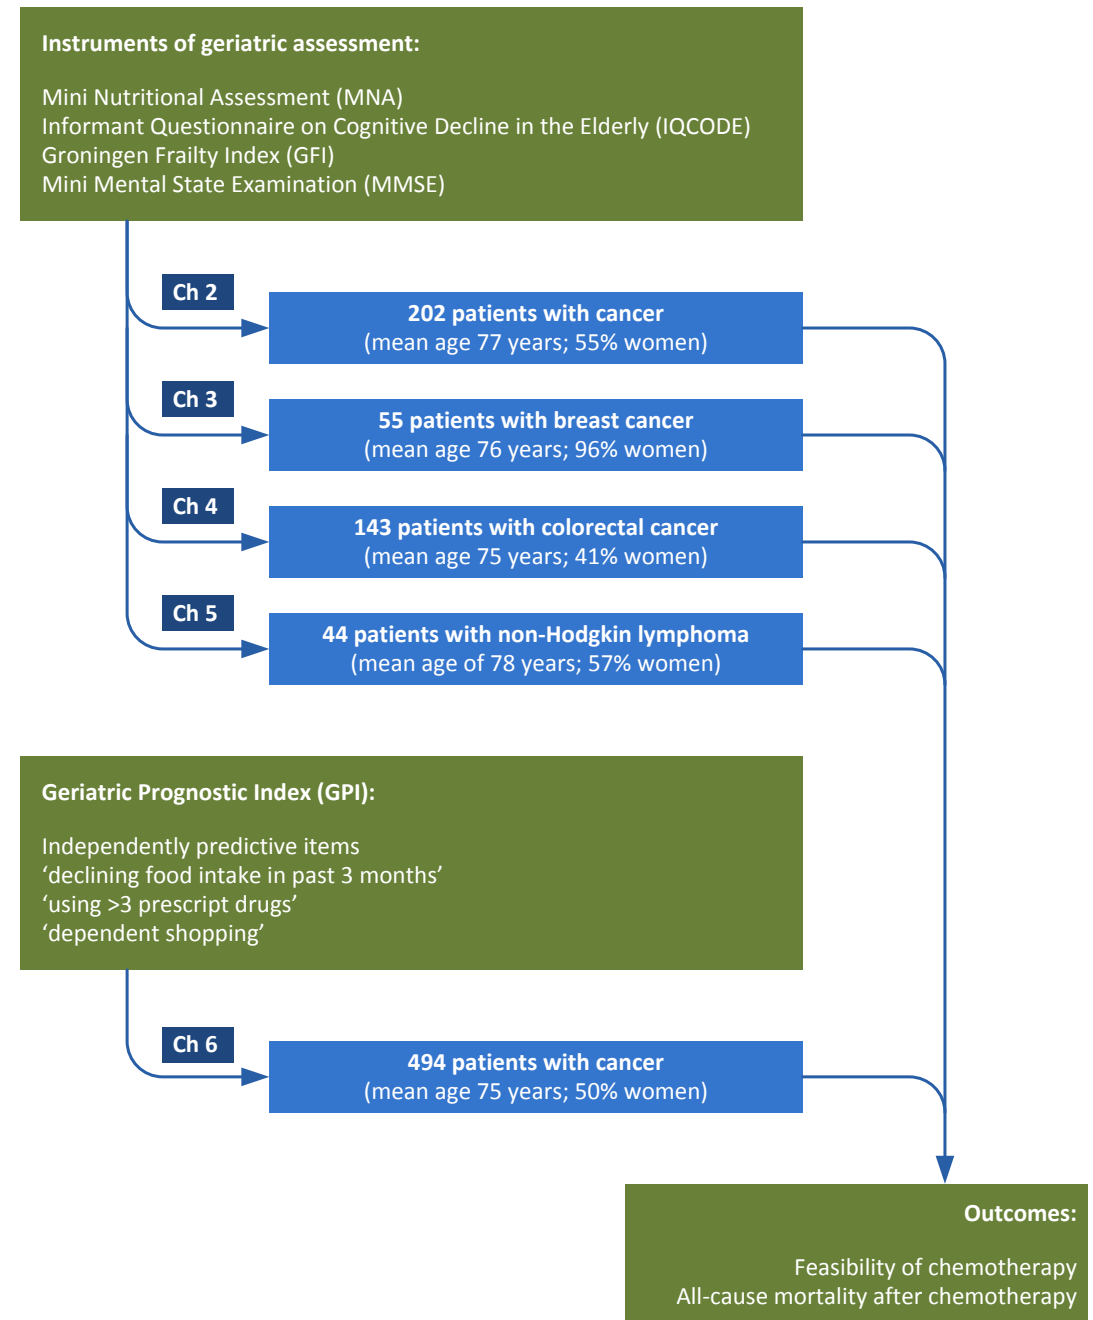 Instruments of geriatric assessment:
Mini Nutritional Assessment (MNA)
Informant Questionnaire on Cognitive Decline in the Elderly (IQCODE)
Groningen Frailty Index (GFI)
Mini Mental State Examination (MMSE)
Ch 2
202 patients with cancer
(mean age 77 years; 55% women)
Ch 3
55 patients with breast cancer
(mean age 76 years; 96% women)
Ch 4
143 patients with colorectal cancer
(mean age 75 years; 41% women)
Ch 5
44 patients with non-Hodgkin lymphoma
(mean age of 78 years; 57% women)
Geriatric Prognostic Index (GPI):
Independently predictive items
‘declining food intake in past 3 months’
‘using >3 prescript drugs’
‘dependent shopping’
Ch 6
494 patients with cancer
(mean age 75 years; 50% women)
Outcomes:
Feasibility of chemotherapy
All-cause mortality after chemotherapy